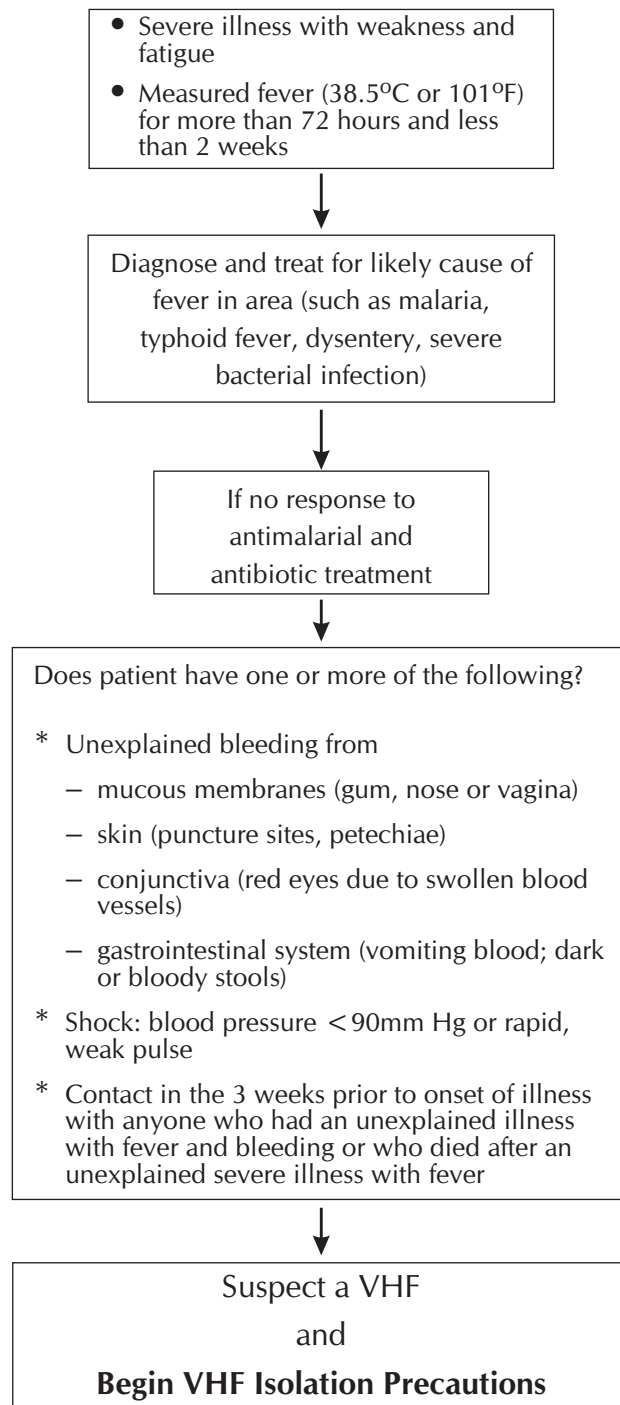 • Severe illness with weakness and
fatigue
• Measured fever (38.5°C or 101°F)
for more than 72 hours and less
than 2 weeks
Diagnose and treat for likely cause of
fever in area (such as malaria,
typhoid fever, dysentery, severe
bacterial infection)
If no response to
antimalarial and
antibiotic treatment
Does patient have one or more of the following?
* Unexplained bleeding from
– mucous membranes (gum, nose or vagina)
– skin (puncture sites, petechiae)
– conjunctiva (red eyes due to swollen blood
vessels)
– gastrointestinal system (vomiting blood; dark
or bloody stools)
* Shock: blood pressure <90mm Hg or rapid,
weak pulse
* Contact in the 3 weeks prior to onset of illness
with anyone who had an unexplained illness
with fever and bleeding or who died after an
unexplained severe illness with fever
Suspect a VHF
and
Begin VHF Isolation Precautions